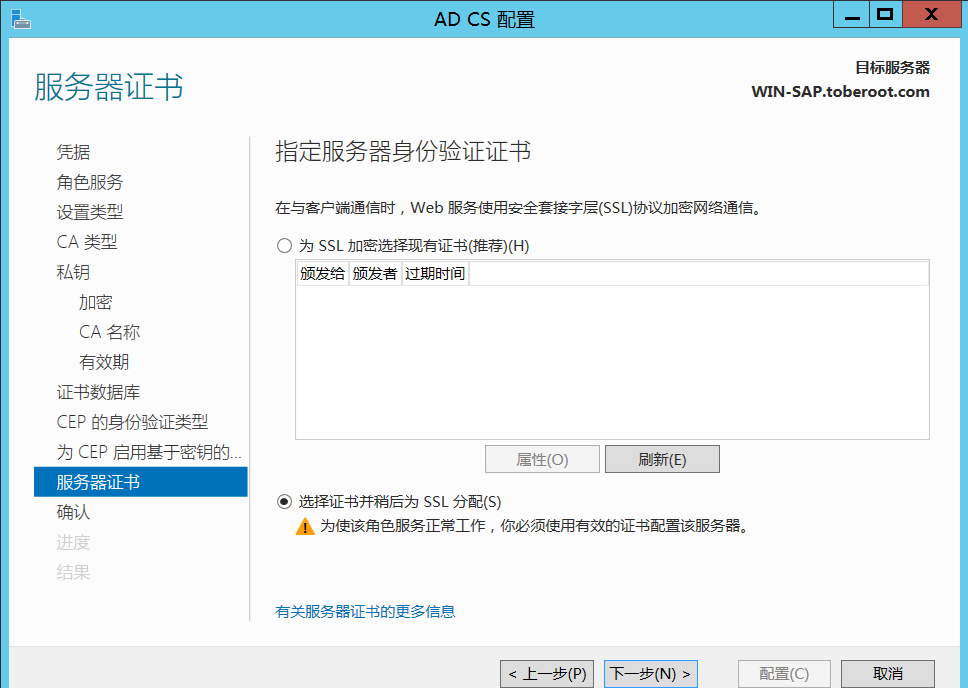 AD CS 配置
服务器证书
目标服务器
WIN-SAP.toberoot.com
凭据
角色服务
设置类型
CA 类型
私钥
加密
CA 名称
有效期
证书数据库
CEP 的身份验证类型
为 CEP 启用基于密钥的...
服务器证书
确认
进度
结果
指定服务器身份验证证书
在与客户端通信时，Web 服务使用安全套接字层(SSL)协议加密网络通信。
为 SSL 加密选择现有证书(推荐)(H)
颁发给 颁发者 过期时间
属性(O) 刷新(E)
选择证书并稍后为 SSL 分配(S)
为使该角色服务正常工作，你必须使用有效的证书配置该服务器。
有关服务器证书的更多信息
< 上一步(P) 下一步(N) > 配置(C) 取消